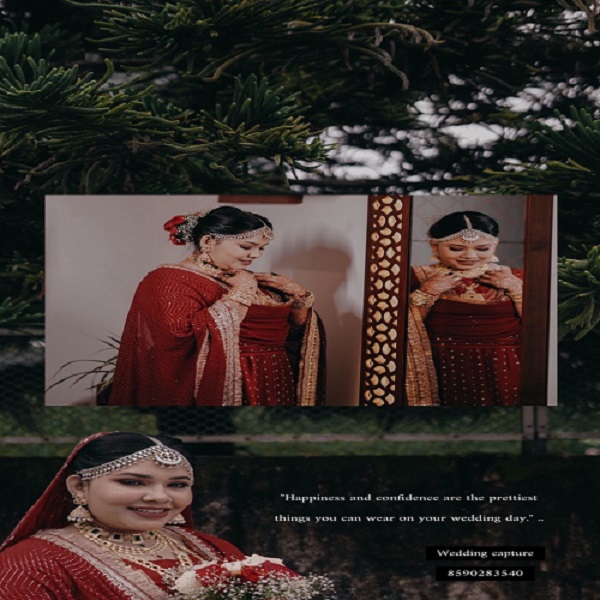 "Happiness and confidence are the prettiest
things you can wear on your wedding day." ..
Wedding capture
8590283540